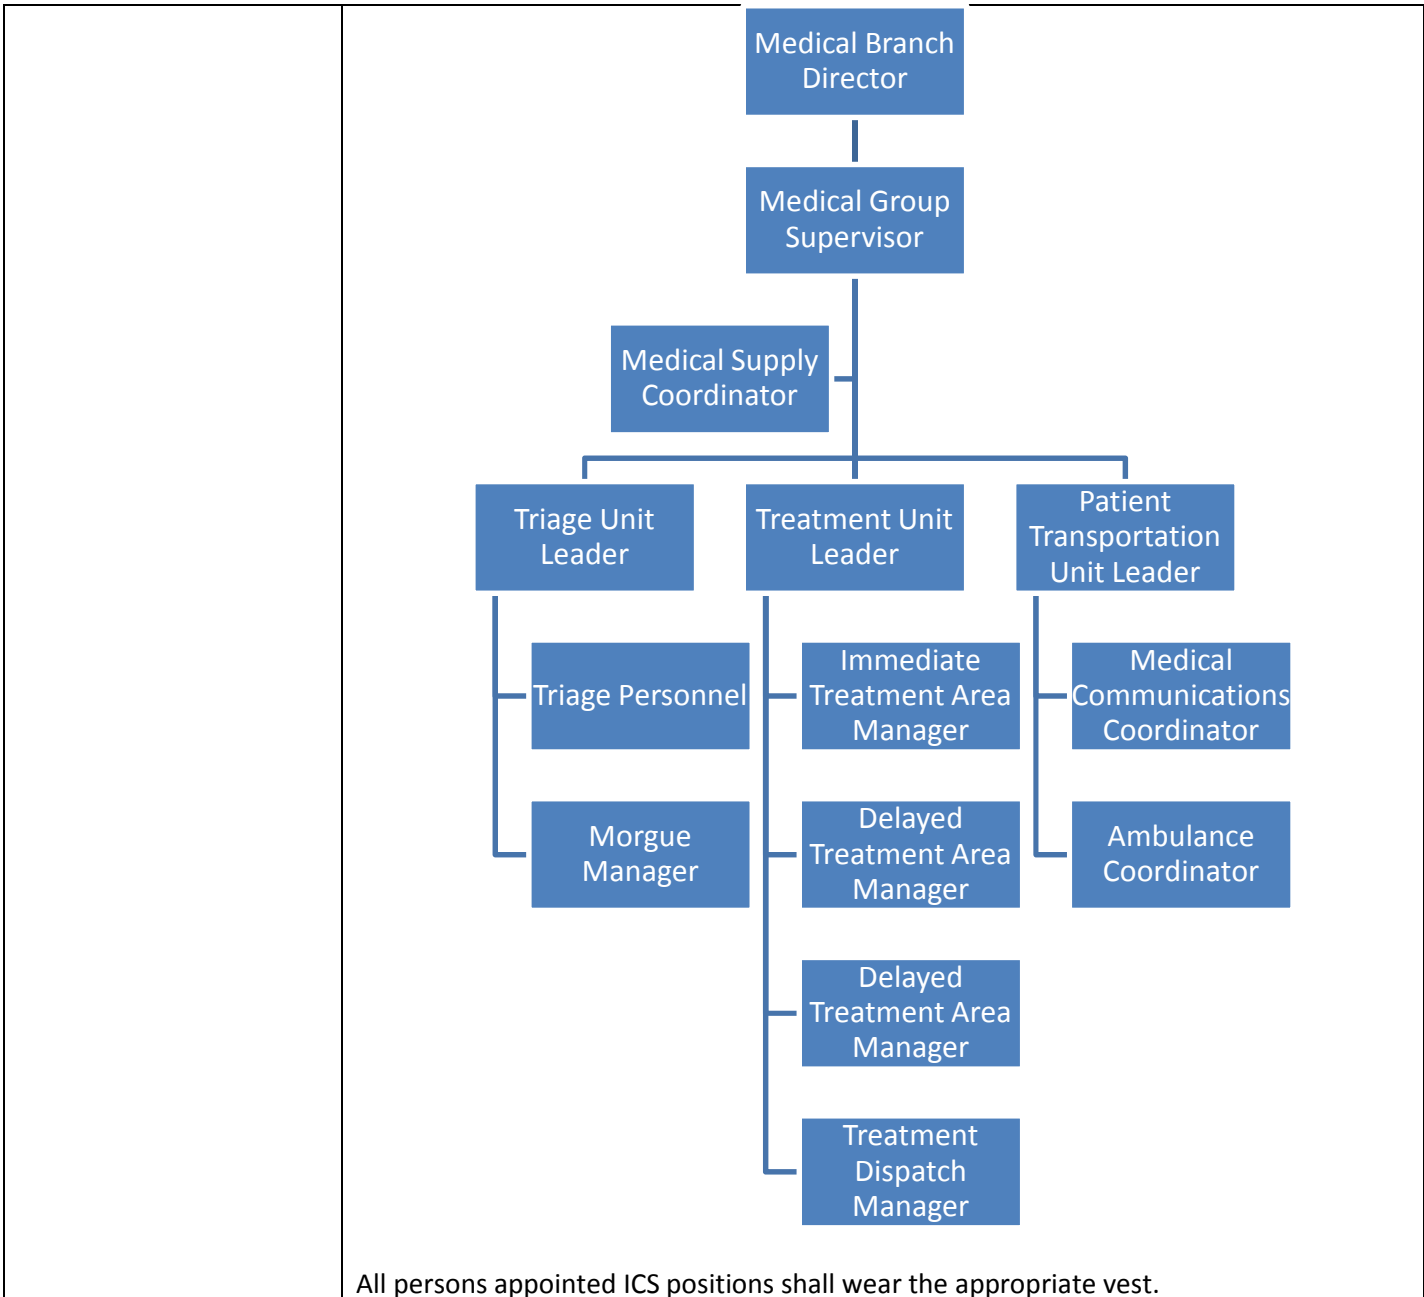 Medical Branch
Director
Medical Group
Supervisor
Medical Supply
Coordinator
Triage Unit
Leader
Treatment Unit
Leader
Patient
Transportation
Unit Leader
Triage Personnel
Morgue
Manager
Immediate
Treatment Area
Manager
Delayed
Treatment Area
Manager
Delayed
Treatment Area
Manager
Treatment
Dispatch
Manager
Medical
Communications
Coordinator
Ambulance
Coordinator
All persons appointed ICS positions shall wear the appropriate vest.